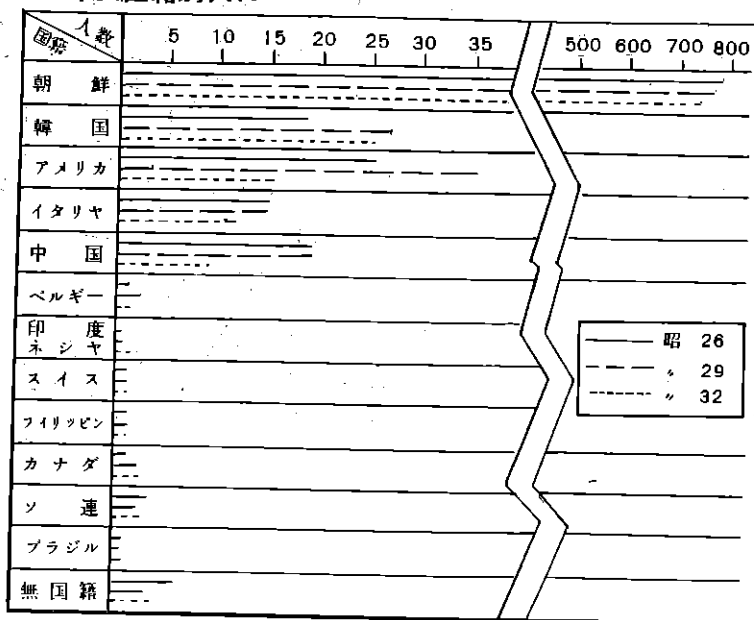 人数
国籍
5 10 15 20 25 30 35 500 600 700 800
朝鮮
韓国
アメリカ
イタリヤ
中国
ベルギー
印度
ネシヤ
スイス
フイリッピン
カナダ
ソ連
ブラジル
無国籍
昭 26
〃 29
〃 32